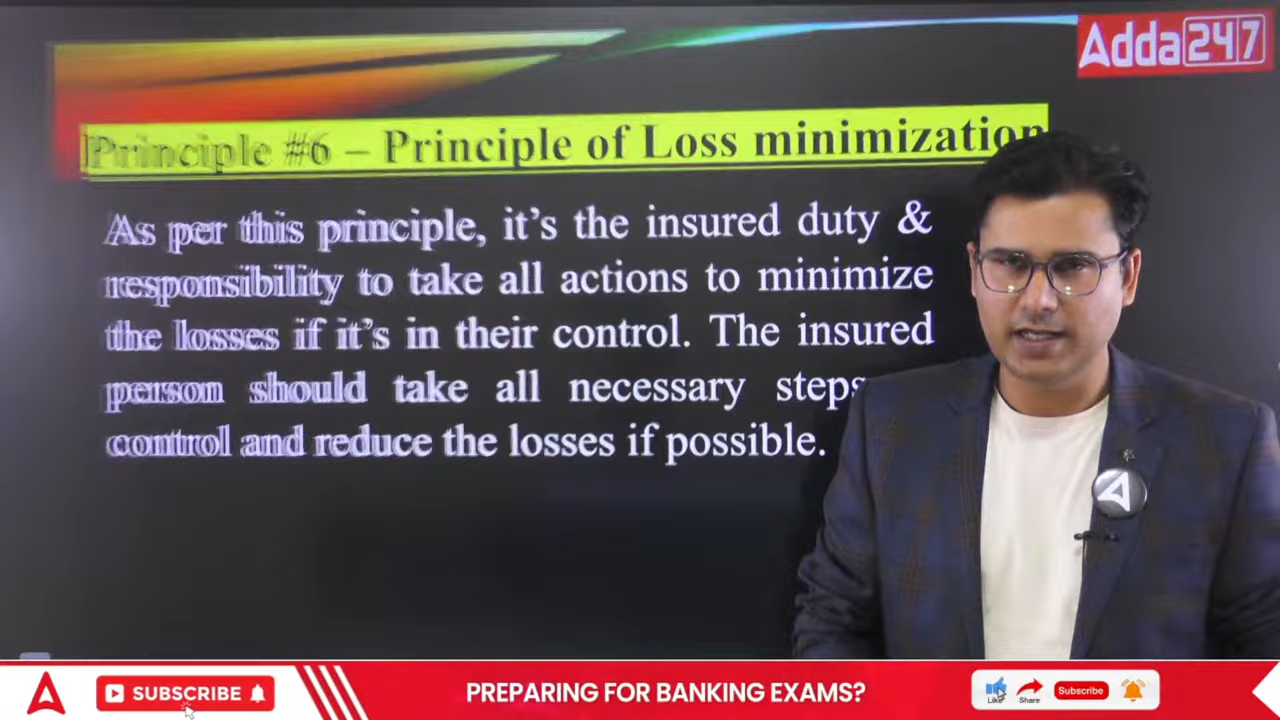 Adda247
Principle #6 – Principle of Loss minimization
As per this principle, it's the insured duty &
responsibility to take all actions to minimize
the losses if it's in their control. The insured
person should take all necessary steps
control and reduce the losses if possible.
SUBSCRIBE
PREPARING FOR BANKING EXAMS?
Like
Share
Subscribe